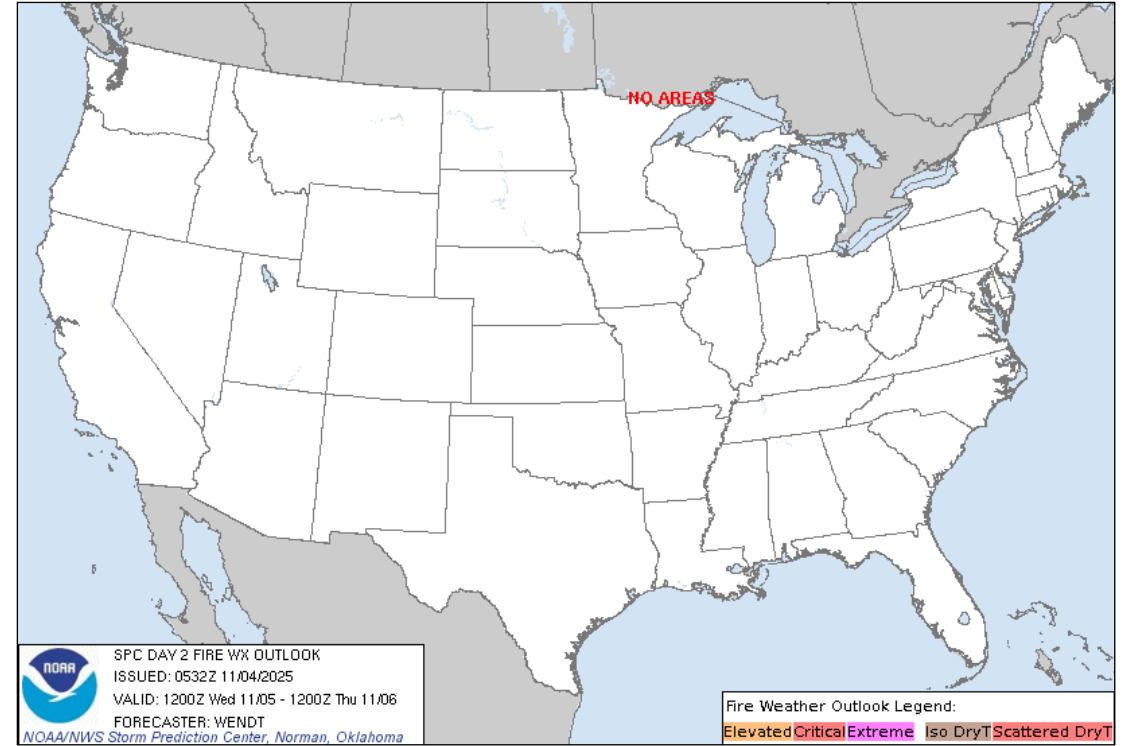 NO AREAS
NOAA
SPC DAY 2 FIRE WX OUTLOOK
ISSUED: 0532Z 11/04/2025
VALID: 1200Z Wed 11/05 - 1200Z Thu 11/06
FORECASTER: WENDT
NOAA/NWS Storm Prediction Center, Norman, Oklahoma
Fire Weather Outlook Legend:
Elevated Critical Extreme Iso DryT Scattered DryT